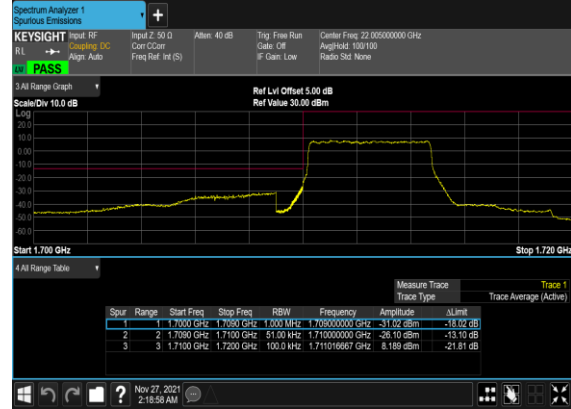 Spectrum Analyzer 1
Spurious Emissions
+
KEYSIGHT Input: RF Input Z: 50 Ω Atten: 40 dB Trig: Free Run Center Freq: 22.005000000 GHz
RL Coupling: DC Corr CCorr Gate: Off Avg|Hold: 100/100
Align: Auto Freq Ref: Int (S) IF Gain: Low Radio Std: None
PASS
3 All Range Graph Ref Lvl Offset 5.00 dB
Scale/Div 10.0 dB Ref Value 30.00 dBm
Log
20.0
10.0
0.00
-10.0
-20.0
-30.0
-40.0
-50.0
-60.0
Start 1.700 GHz Stop 1.720 GHz
4 All Range Table
Measure Trace Trace 1
Trace Type Trace Average (Active)
Spur Range Start Freq Stop Freq RBW Frequency Amplitude ΔLimit
1 1 1.7000 GHz 1.7090 GHz 1.000 MHz 1.709000000 GHz -31.02 dBm -18.02 dB
2 2 1.7090 GHz 1.7100 GHz 51.00 kHz 1.710000000 GHz -26.10 dBm -13.10 dB
3 3 1.7100 GHz 1.7200 GHz 100.0 kHz 1.711016667 GHz 8.189 dBm -21.81 dB
? Nov 27, 2021
2:18:58 AM